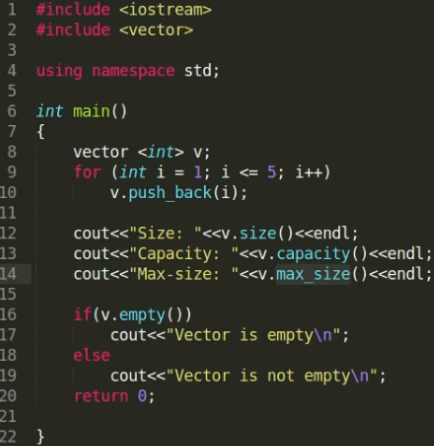 1 #include <iostream>
2 #include <vector>
3
4 using namespace std;
5
6 int main()
7 {
8     vector <int> v;
9     for (int i = 1; i <= 5; i++)
10         v.push_back(i);
11
12     cout<<"Size: "<<v.size()<<endl;
13     cout<<"Capacity: "<<v.capacity()<<endl;
14     cout<<"Max-size: "<<v.max_size()<<endl;
15
16     if(v.empty())
17         cout<<"Vector is empty\n";
18     else
19         cout<<"Vector is not empty\n";
20     return 0;
21
22 }